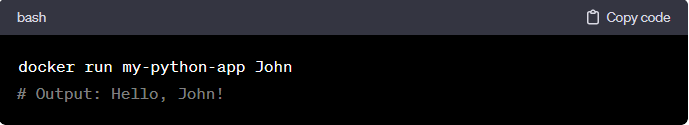 bash
Copy code
docker run my-python-app John
# Output: Hello, John!